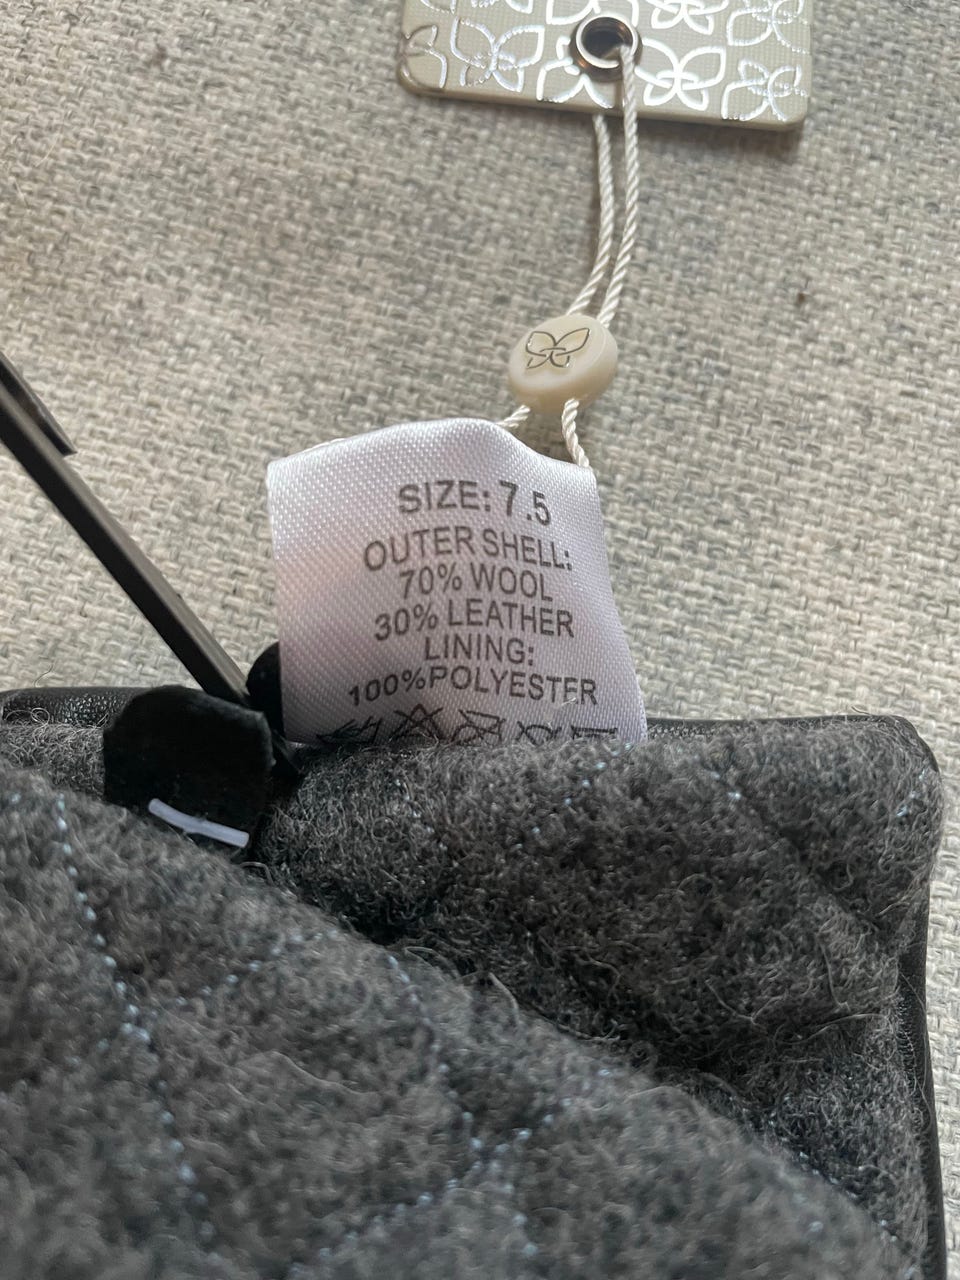 SIZE: 7.5
OUTER SHELL:
70% WOOL
30% LEATHER
LINING:
100%POLYESTER